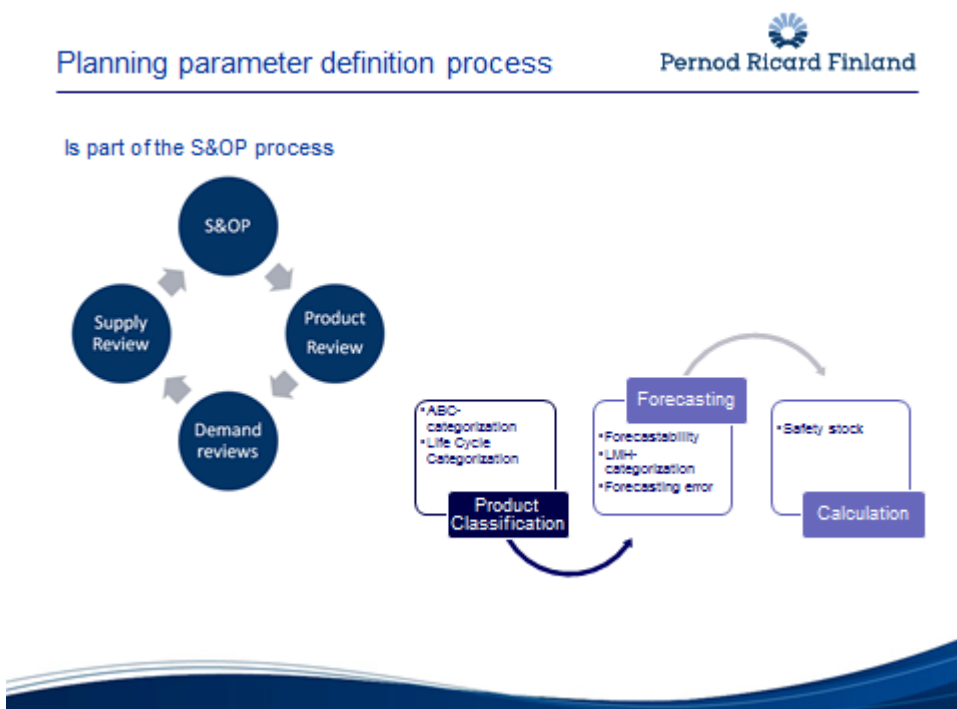 Planning parameter definition process
Pernod Ricard Finland
Is part of the S&OP process
S&OP
Product
Review
Demand
reviews
Supply
Review
•ABC-
categorization
•Life Cycle
Categorization
Product
Classification
Forecasting
•Forecastability
•LMH-
categorization
•Forecasting error
•Safety stock
Calculation